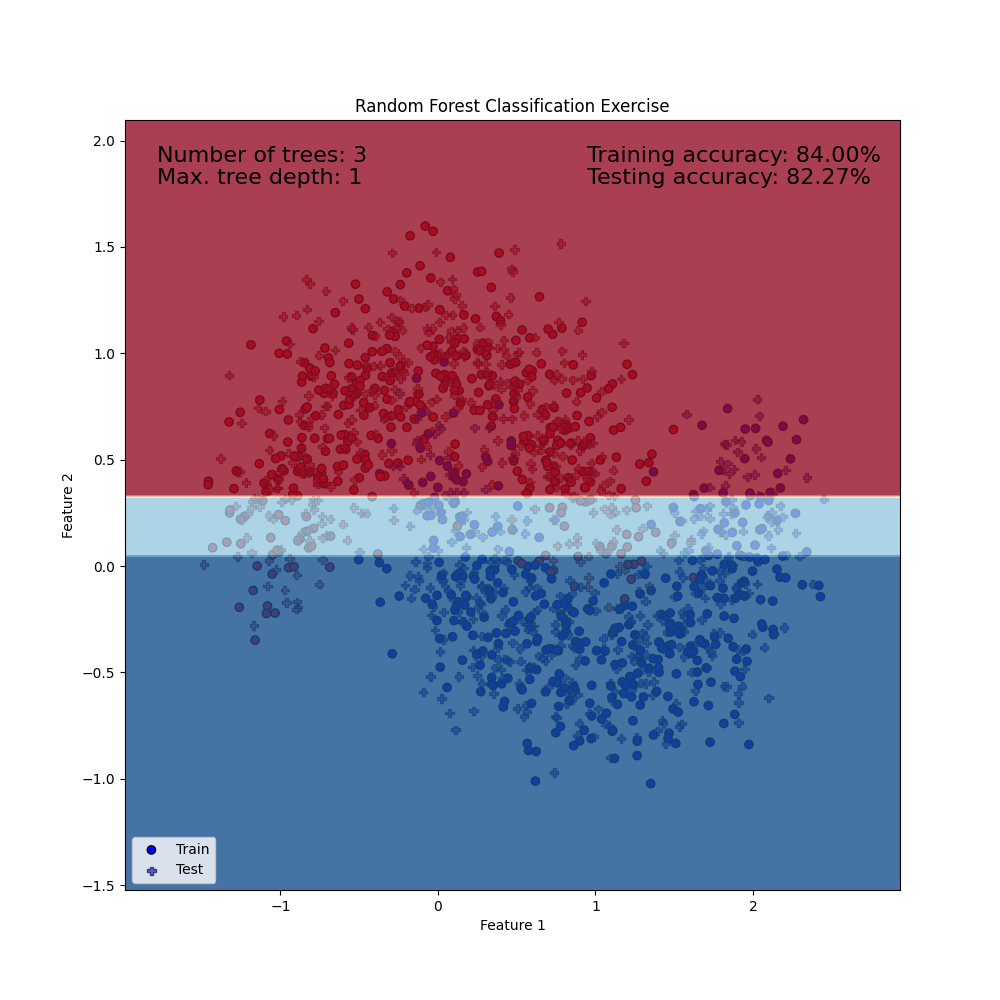 Random Forest Classification Exercise
Number of trees: 3
Max. tree depth: 1
Training accuracy: 84.00%
Testing accuracy: 82.27%
2.0
1.5
1.0
0.5
0.0
−0.5
−1.0
−1.5
Feature 2
Train
Test
−1
0
1
2
Feature 1